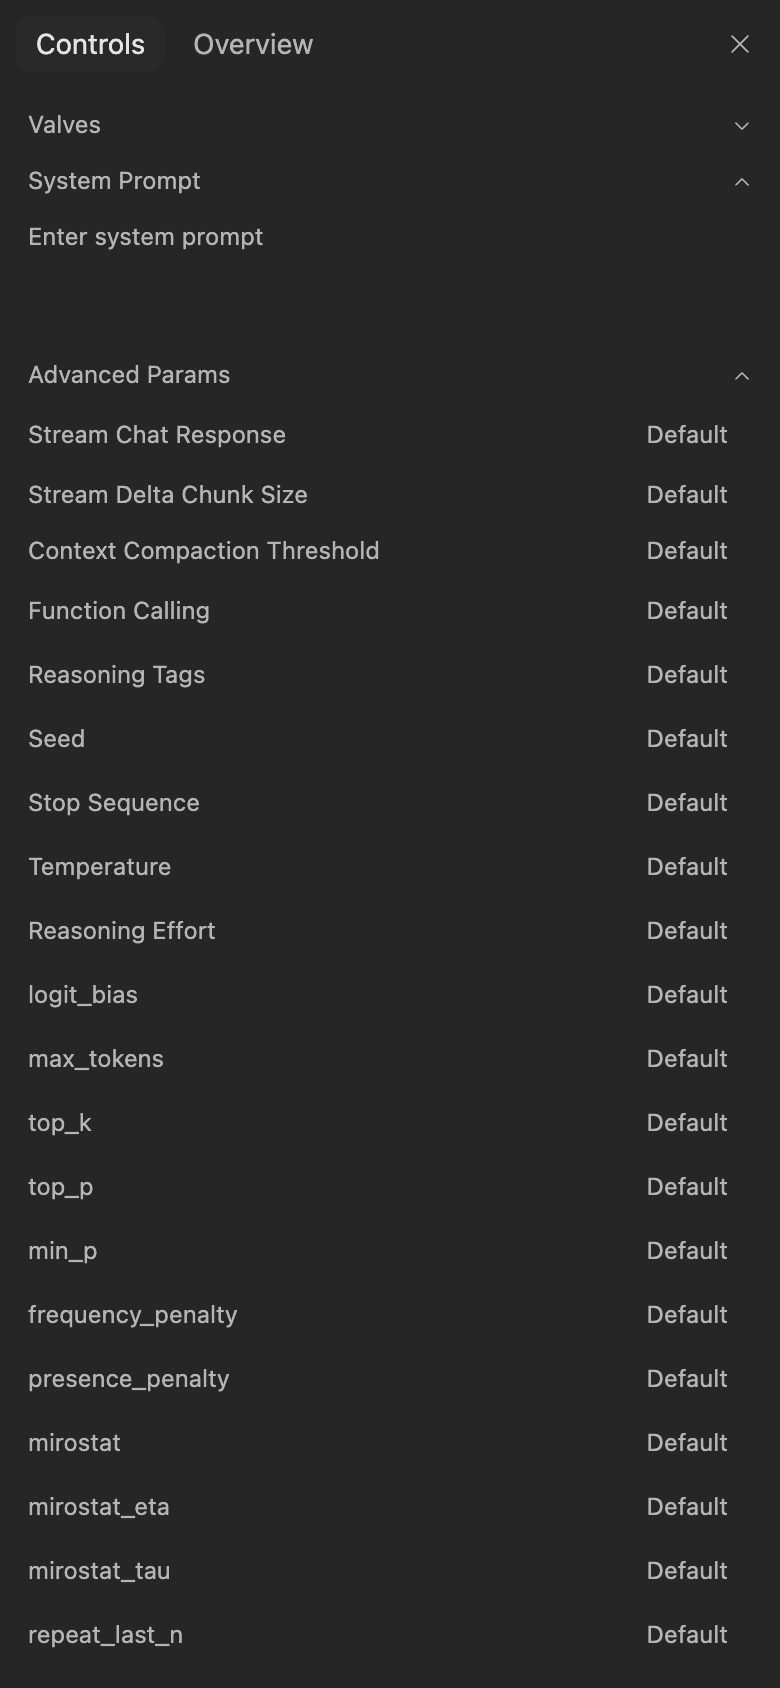 Controls Overview
Valves
System Prompt
Enter system prompt
Advanced Params
Stream Chat Response Default
Stream Delta Chunk Size Default
Context Compaction Threshold Default
Function Calling Default
Reasoning Tags Default
Seed Default
Stop Sequence Default
Temperature Default
Reasoning Effort Default
logit_bias Default
max_tokens Default
top_k Default
top_p Default
min_p Default
frequency_penalty Default
presence_penalty Default
mirostat Default
mirostat_eta Default
mirostat_tau Default
repeat_last_n Default